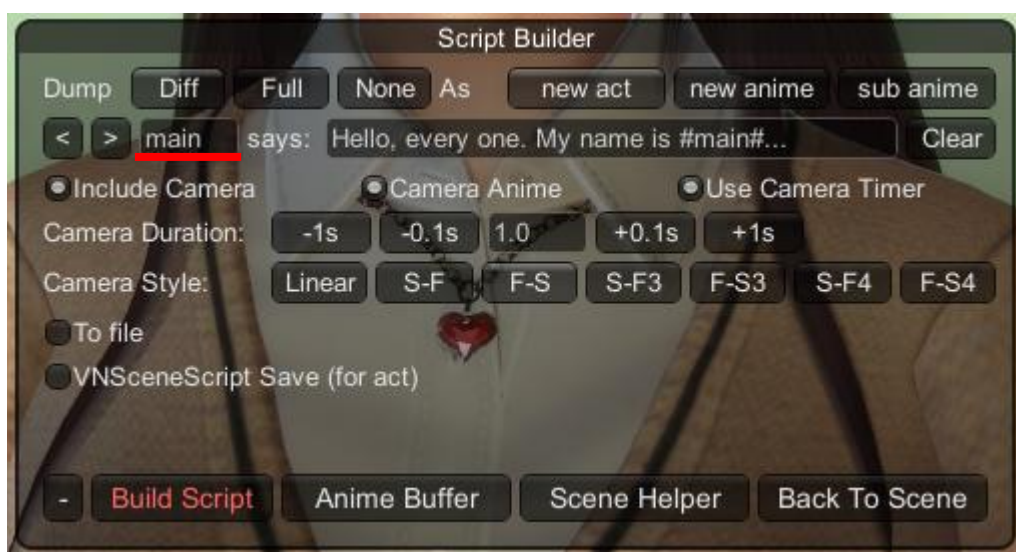 Script Builder
Dump Diff Full None As new act new anime sub anime
< > main says: Hello, every one. My name is #main#... Clear
Include Camera Camera Anime Use Camera Timer
Camera Duration: -1s -0.1s 1.0 +0.1s +1s
Camera Style: Linear S-F F-S S-F3 F-S3 S-F4 F-S4
To file
VNSceneScript Save (for act)
- Build Script Anime Buffer Scene Helper Back To Scene